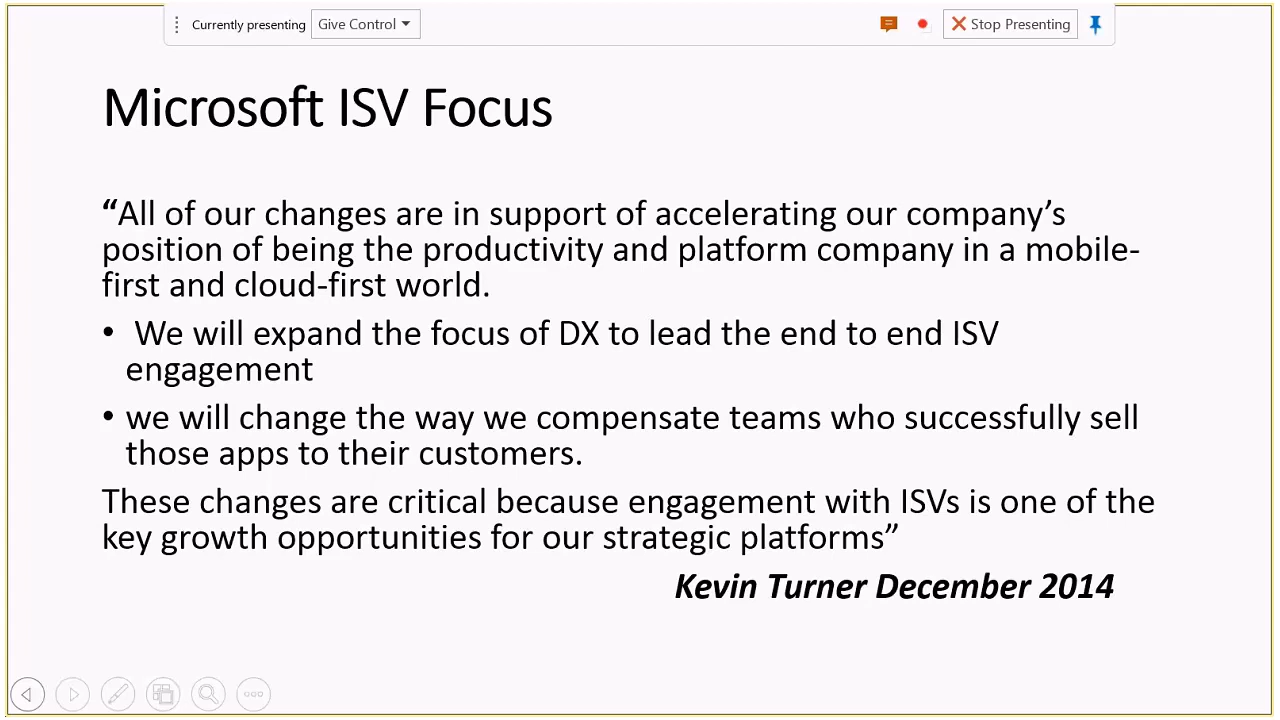 Currently presenting Give Control Stop Presenting
Microsoft ISV Focus
“All of our changes are in support of accelerating our company’s
position of being the productivity and platform company in a mobile-
first and cloud-first world.
• We will expand the focus of DX to lead the end to end ISV
engagement
• we will change the way we compensate teams who successfully sell
those apps to their customers.
These changes are critical because engagement with ISVs is one of the
key growth opportunities for our strategic platforms”
Kevin Turner December 2014